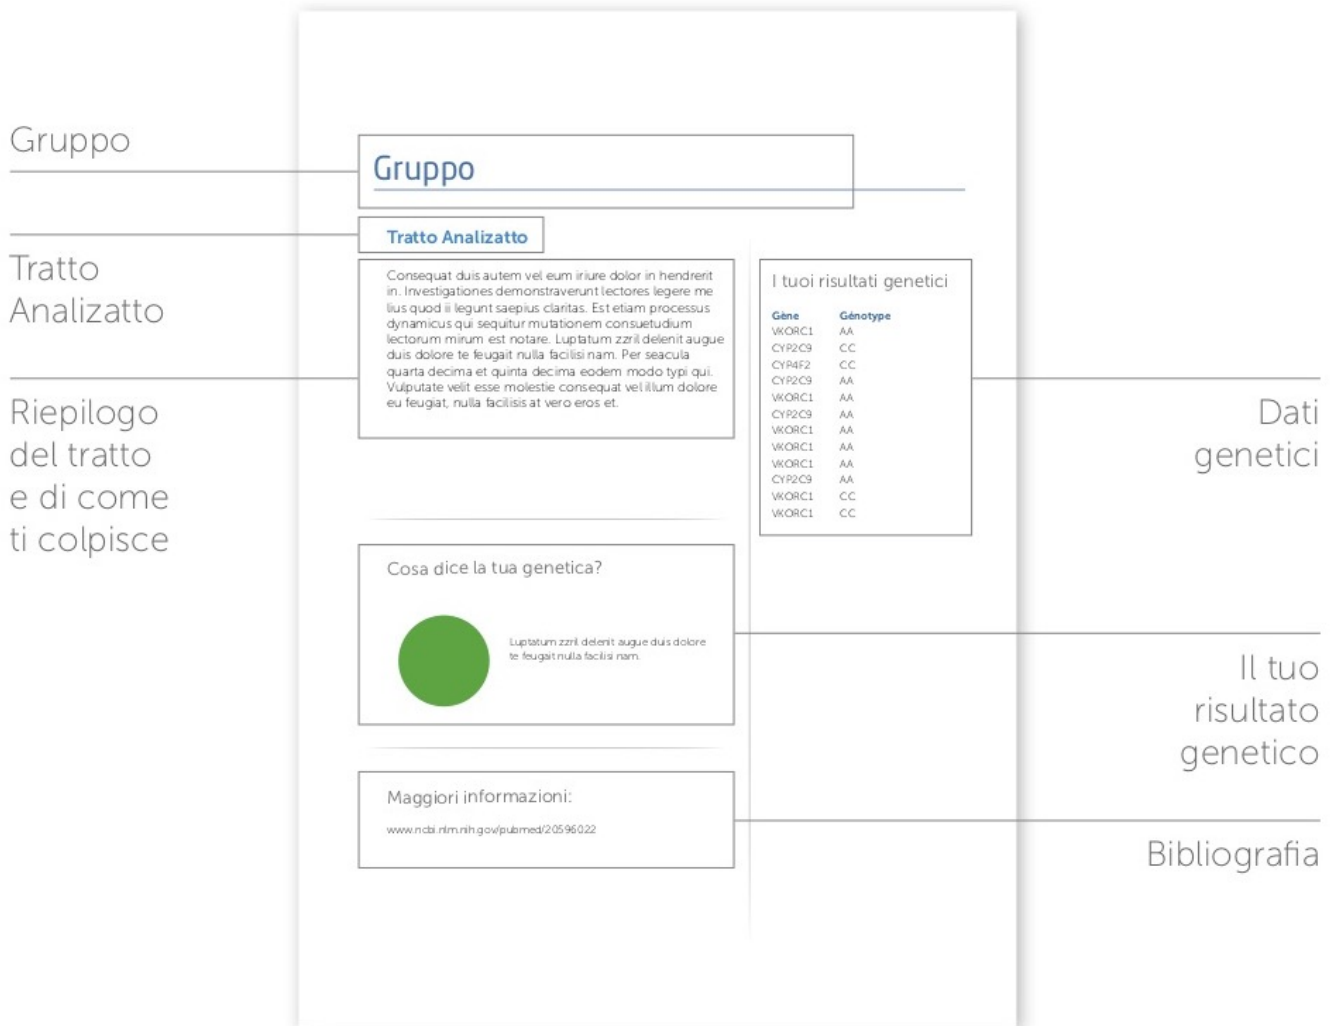 Gruppo
Tratto
Analizatto
Riepilogo
del tratto
e di come
ti colpisce
Gruppo
Tratto Analizatto
Consequat duis autem vel eum iriure dolor in hendrerit
in. Investigationes demonstraverunt lectores legere me
lius quod ii legunt saepius claritas. Est etiam processus
dynamicus qui sequitur mutationem consuetudium
lectorum mirum est notare. Luptatum zzril delenit augue
duis dolore te feugait nulla facilisi nam. Per seacula
quarta decima et quinta decima eodem modo typi qui.
Vulputate velit esse molestie consequat vel illum dolore
eu feugiat, nulla facilisis at vero eros et.
Cosa dice la tua genetica?
Luptatum zzril delenit augue duis dolore
te feugait nulla facilisi nam.
Maggiori informazioni:
www.ncbi.nlm.nih.gov/pubmed/20596022
I tuoi risultati genetici
Gène Génotype
VKORC1 AA
CYP2C9 CC
CYP4F2 CC
CYP2C9 AA
VKORC1 AA
CYP2C9 AA
VKORC1 AA
VKORC1 AA
VKORC1 AA
CYP2C9 AA
VKORC1 CC
VKORC1 CC
Dati
genetici
Il tuo
risultato
genetico
Bibliografia